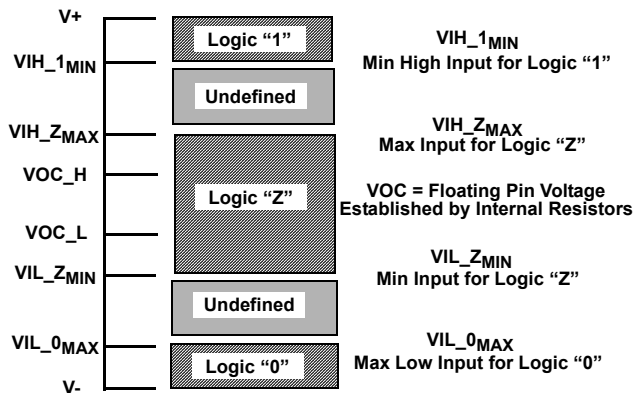 V+
VIH_1MIN
VIH_ZMAX
VOC_H
VOC_L
VIL_ZMIN
VIL_0MAX
V-
Logic “1”
Undefined
Logic “Z”
Undefined
Logic “0”
VIH_1MIN
Min High Input for Logic “1”
VIH_ZMAX
Max Input for Logic “Z”
VOC = Floating Pin Voltage
Established by Internal Resistors
VIL_ZMIN
Min Input for Logic “Z”
VIL_0MAX
Max Low Input for Logic “0”